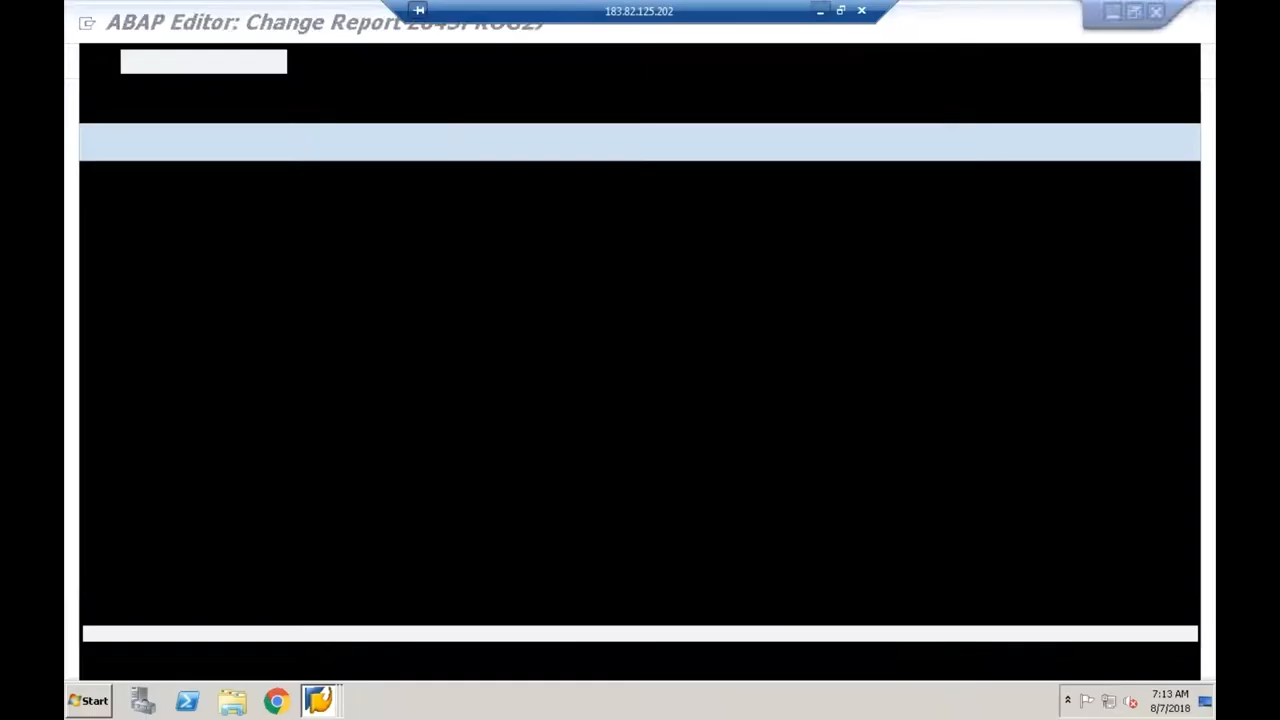 183.82.125.202
ABAP Editor: Change Report
Start
7:13 AM
8/7/2018